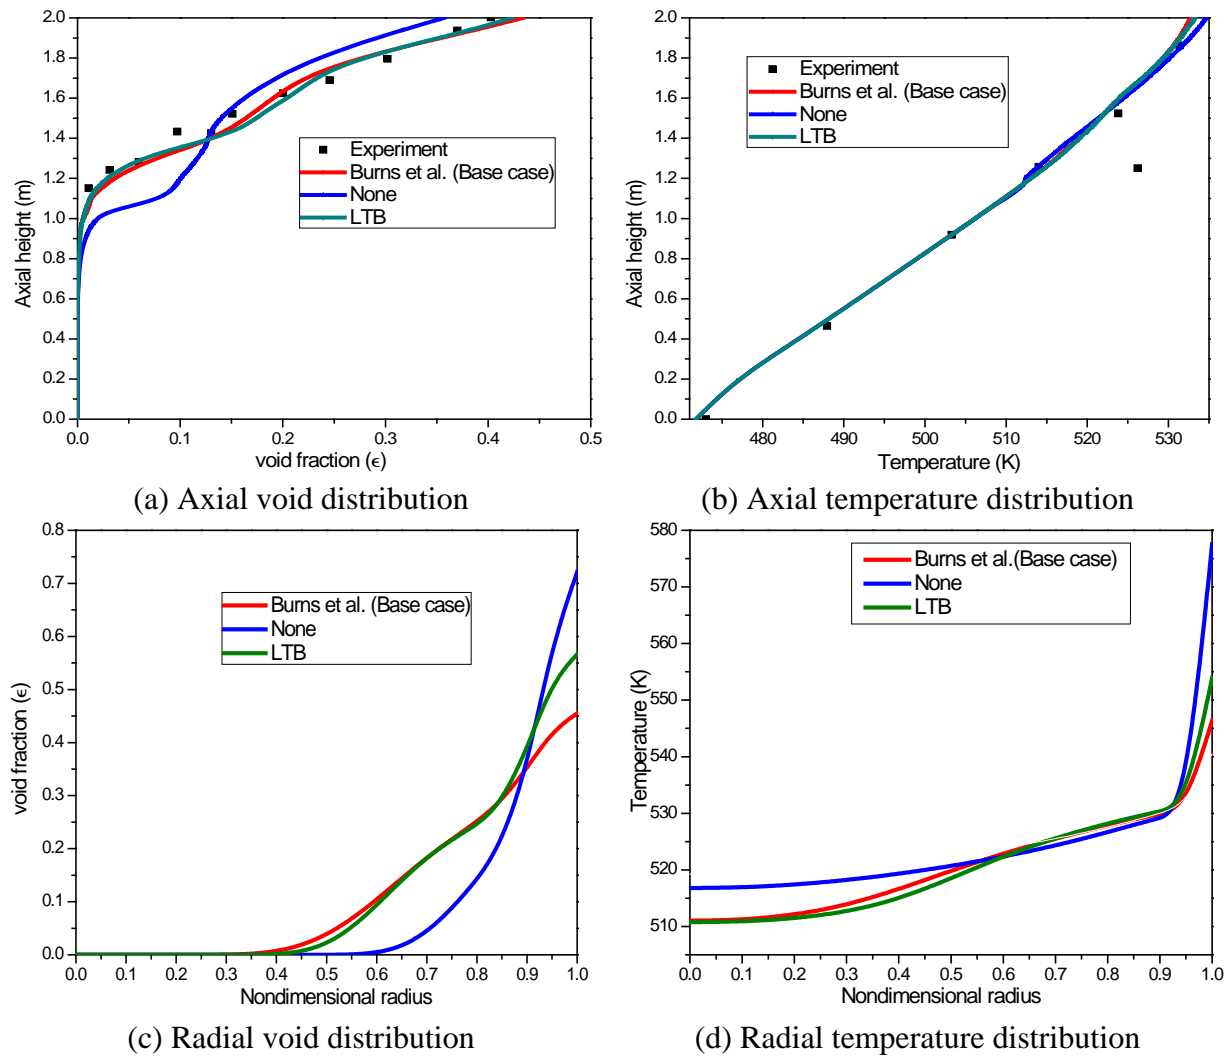 2.0
1.8
1.6
1.4
1.2
1.0
0.8
0.6
0.4
0.2
0.0
Axial height (m)
Experiment
Burns et al. (Base case)
None
LTB
0.0 0.1 0.2 0.3 0.4 0.5
void fraction (ϵ)
(a) Axial void distribution
2.0
1.8
1.6
1.4
1.2
1.0
0.8
0.6
0.4
0.2
0.0
Axial height (m)
Experiment
Burns et al. (Base case)
None
LTB
480 490 500 510 520 530
Temperature (K)
(b) Axial temperature distribution
0.8
0.7
0.6
0.5
0.4
0.3
0.2
0.1
0.0
void fraction (ϵ)
Burns et al. (Base case)
None
LTB
0.0 0.1 0.2 0.3 0.4 0.5 0.6 0.7 0.8 0.9 1.0
Nondimensional radius
(c) Radial void distribution
580
570
560
550
540
530
520
510
Temperature (K)
Burns et al.(Base case)
None
LTB
0.0 0.1 0.2 0.3 0.4 0.5 0.6 0.7 0.8 0.9 1.0
Nondimensional radius
(d) Radial temperature distribution